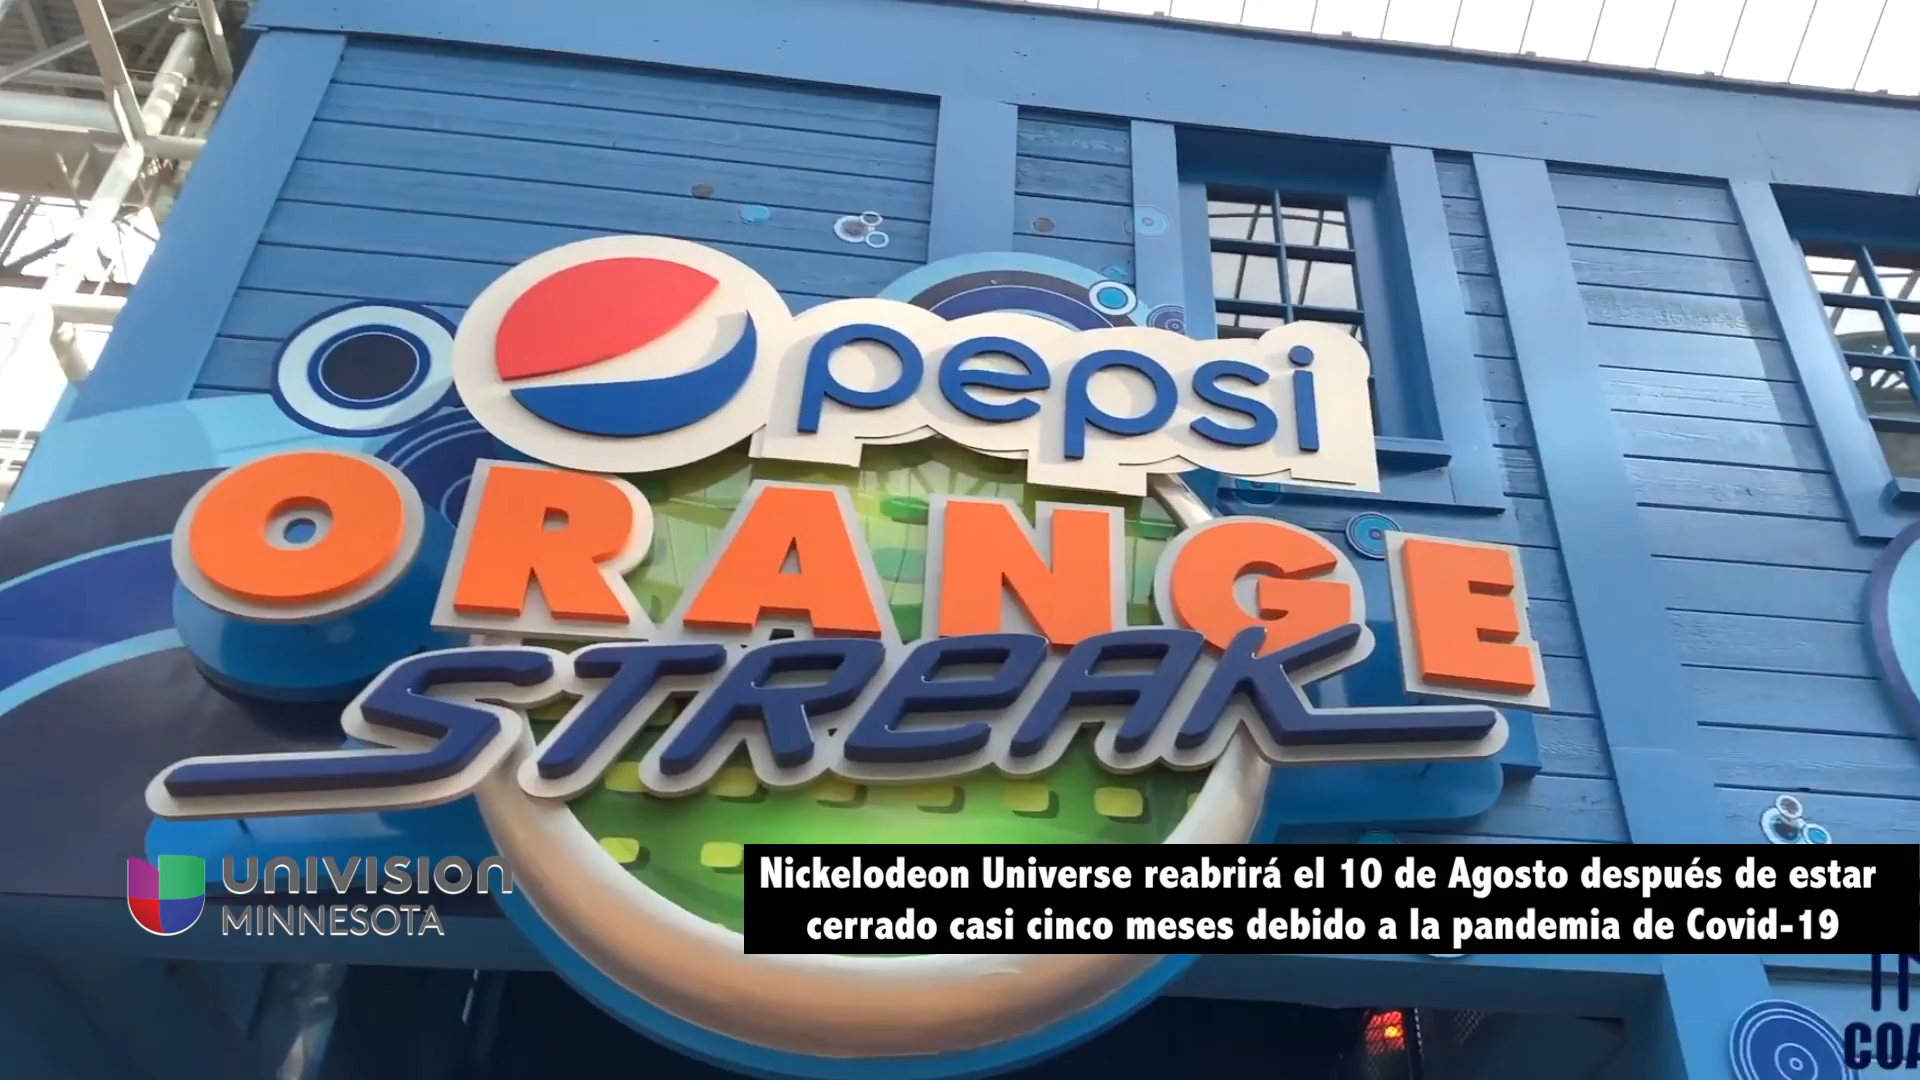 pepsi
ORANGE
STREAK
UNIVISION
MINNESOTA
Nickelodeon Universe reabrirá el 10 de Agosto después de estar
cerrado casi cinco meses debido a la pandemia de Covid-19